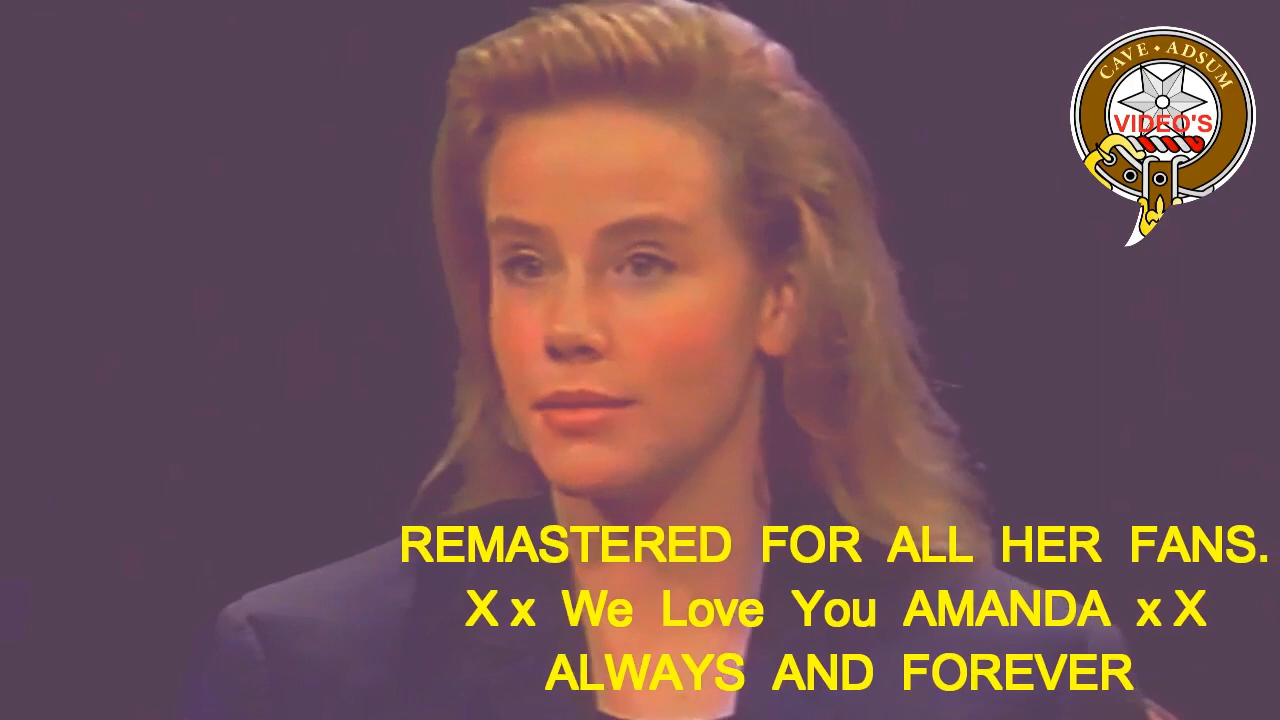 CAVE • ADSUM
VIDEO'S
REMASTERED FOR ALL HER FANS.
X x We Love You AMANDA x X
ALWAYS AND FOREVER